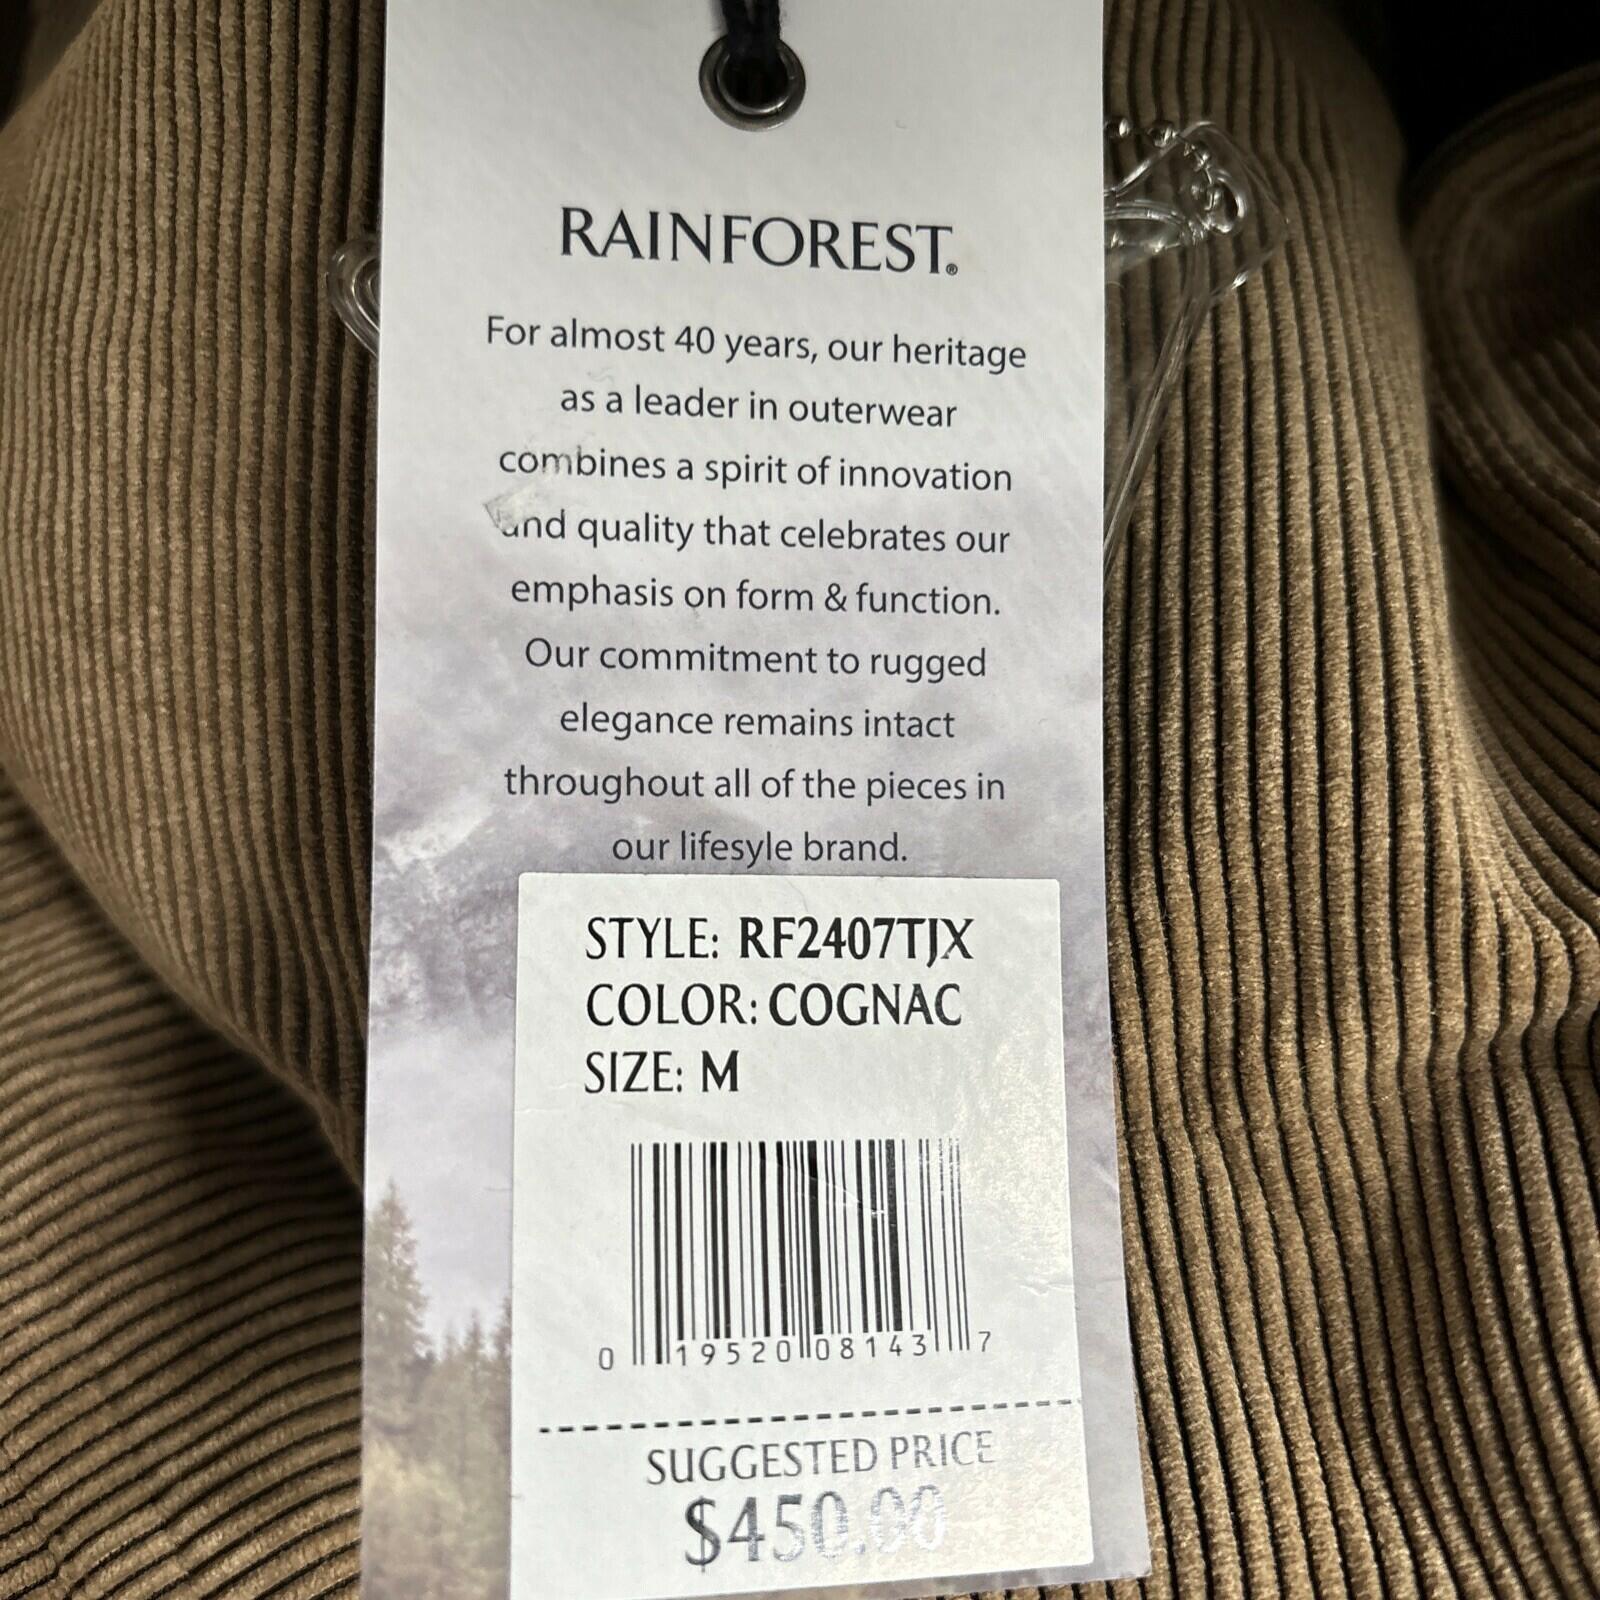 RAINFOREST®
For almost 40 years, our heritage
as a leader in outerwear
combines a spirit of innovation
and quality that celebrates our
emphasis on form & function.
Our commitment to rugged
elegance remains intact
throughout all of the pieces in
our lifesyle brand.
STYLE: RF2407TJX
COLOR: COGNAC
SIZE: M
0 19520 08143 7
SUGGESTED PRICE
$450.00